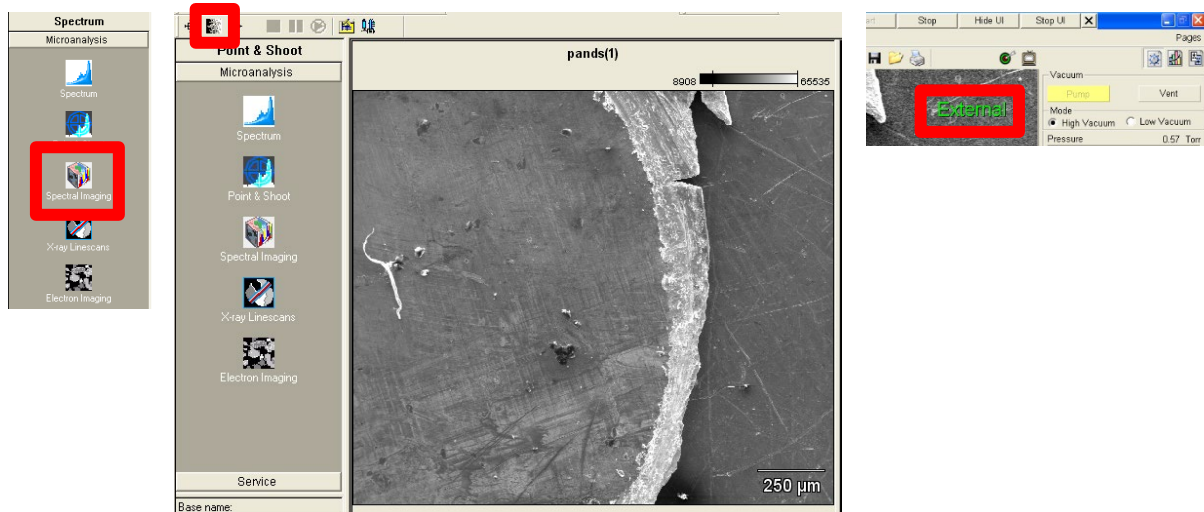 Spectrum
Microanalysis
Spectrum
Spectral Imaging
X-ray Linescans
Electron Imaging
Point & Shoot
Microanalysis
Spectrum
Point & Shoot
Spectral Imaging
X-ray Linescans
Electron Imaging
Service
Base name:
pands(1)
8908
65535
250 µm
Stop
Hide UI
Stop UI
X
Pages
External
Vacuum
Pump
Vent
Mode
High Vacuum
Low Vacuum
Pressure
0.57 Torr